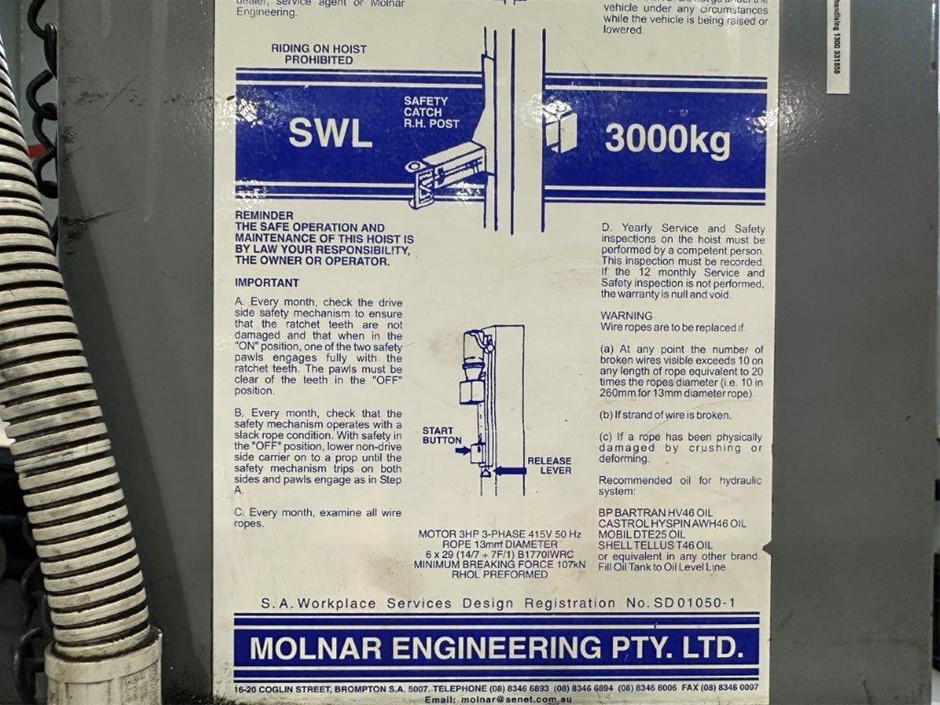 dealer, service agent or Molnar
Engineering.
vehicle under any circumstances
while the vehicle is being raised or
lowered.
handling 1300 331858
RIDING ON HOIST
PROHIBITED
SWL
SAFETY
CATCH
R.H. POST
3000kg
REMINDER
THE SAFE OPERATION AND
MAINTENANCE OF THIS HOIST IS
BY LAW YOUR RESPONSIBILITY,
THE OWNER OR OPERATOR.
IMPORTANT
A. Every month, check the drive
side safety mechanism to ensure
that the ratchet teeth are not
damaged and that when in the
"ON" position, one of the two safety
pawls engages fully with the
ratchet teeth. The pawls must be
clear of the teeth in the "OFF"
position.
B. Every month, check that the
safety mechanism operates with a
slack rope condition. With safety in
the "OFF" position, lower non-drive
side carrier on to a prop until the
safety mechanism trips on both
sides and pawls engage as in Step
A.
C. Every month, examine all wire
ropes.
START
BUTTON
RELEASE
LEVER
MOTOR 3HP 3-PHASE 415V 50 Hz
ROPE 13mm DIAMETER
6 x 29 (14/7 + 7F/1) B1770IWRC
MINIMUM BREAKING FORCE 107kN
RHOL PREFORMED
D. Yearly Service and Safety
inspections on the hoist must be
performed by a competent person.
This inspection must be recorded.
If the 12 monthly Service and
Safety inspection is not performed,
the warranty is null and void.
WARNING
Wire ropes are to be replaced if
(a) At any point the number of
broken wires visible exceeds 10 on
any length of rope equivalent to 20
times the ropes diameter (i.e. 10 in
260mm for 13mm diameter rope).
(b) If strand of wire is broken.
(c) If a rope has been physically
damaged by crushing or
deforming.
Recommended oil for hydraulic
system:
BP BARTRAN HV46 OIL
CASTROL HYSPIN AWH46 OIL
MOBIL DTE25 OIL
SHELL TELLUS T46 OIL
or equivalent in any other brand.
Fill Oil Tank to Oil Level Line
S.A. Workplace Services Design Registration No. SD01050-1
MOLNAR ENGINEERING PTY. LTD.
16-20 COGLIN STREET, BROMPTON S.A. 5007. TELEPHONE (08) 8346 6893 (08) 8346 6894 (08) 8346 6006 FAX (08) 8346 0097
Email: molnar@senet.com.au